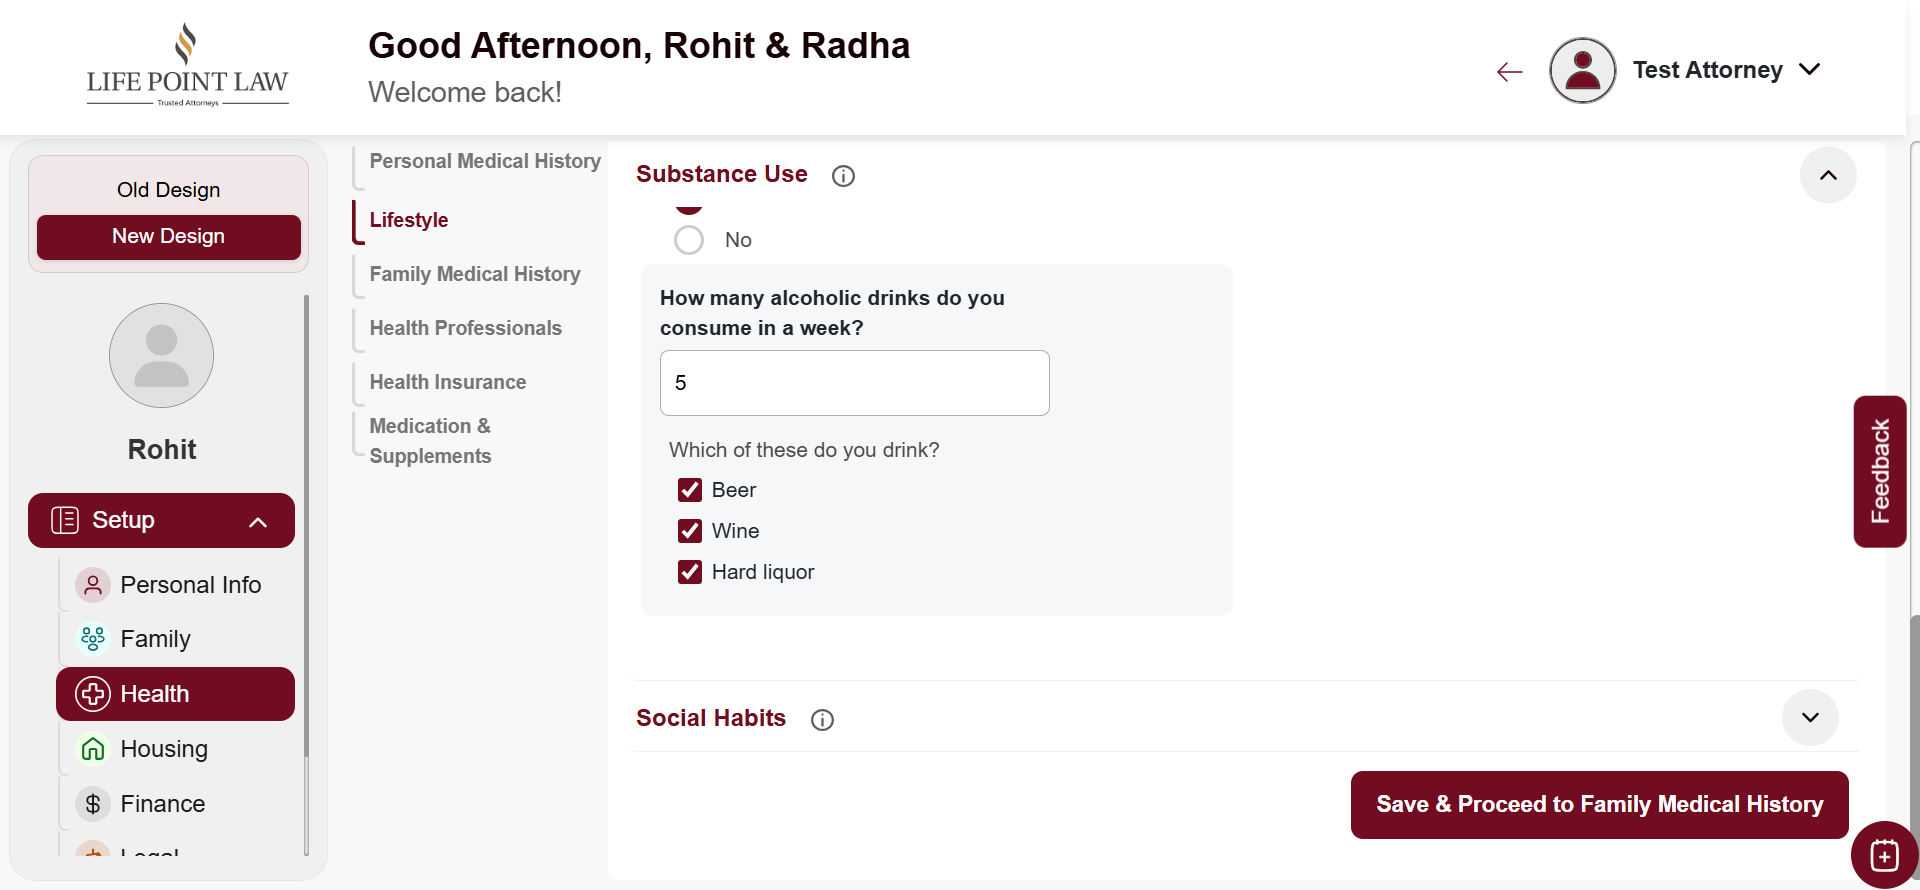 LIFE POINT LAW
Trusted Attorneys
Good Afternoon, Rohit & Radha
Welcome back!
Test Attorney
Old Design
New Design
Rohit
Setup
Personal Info
Family
Health
Housing
Finance
Legal
Personal Medical History
Lifestyle
Family Medical History
Health Professionals
Health Insurance
Medication &
Supplements
Substance Use
No
How many alcoholic drinks do you
consume in a week?
5
Which of these do you drink?
Beer
Wine
Hard liquor
Social Habits
Save & Proceed to Family Medical History
Feedback